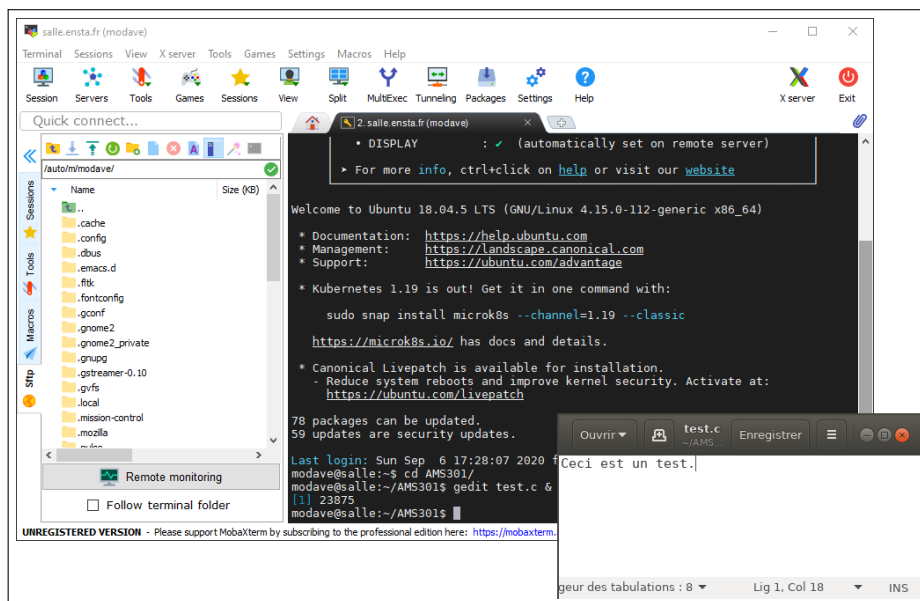 salle.ensta.fr (modave)
Terminal Sessions View X server Tools Games Settings Macros Help
Session Servers Tools Games Sessions View Split MultiExec Tunneling Packages Settings Help X server Exit
Quick connect...
2. salle.ensta.fr (modave)
/auto/m/modave/
Name Size (KB)
..
.cache
.config
.dbus
.emacs.d
.fltk
.fontconfig
.gconf
.gnome2
.gnome2_private
.gnupg
.gstreamer-0.10
.gvfs
.local
.mission-control
.mozilla
Sessions
Tools
Macros
Sftp
Remote monitoring
Follow terminal folder
• DISPLAY : ✔ (automatically set on remote server)
➤ For more info, ctrl+click on help or visit our website
Welcome to Ubuntu 18.04.5 LTS (GNU/Linux 4.15.0-112-generic x86_64)
* Documentation: https://help.ubuntu.com
* Management: https://landscape.canonical.com
* Support: https://ubuntu.com/advantage
* Kubernetes 1.19 is out! Get it in one command with:
sudo snap install microk8s --channel=1.19 --classic
https://microk8s.io/ has docs and details.
* Canonical Livepatch is available for installation.
- Reduce system reboots and improve kernel security. Activate at:
https://ubuntu.com/livepatch
78 packages can be updated.
59 updates are security updates.
Last login: Sun Sep 6 17:28:07 2020 f
modave@salle:~$ cd AMS301/
modave@salle:~/AMS301$ gedit test.c &
[1] 23875
modave@salle:~/AMS301$
UNREGISTERED VERSION - Please support MobaXterm by subscribing to the professional edition here: https://mobaxterm.
Ouvrir test.c Enregistrer
~/AMS...
Ceci est un test.
geur des tabulations : 8 Lig 1, Col 18 INS